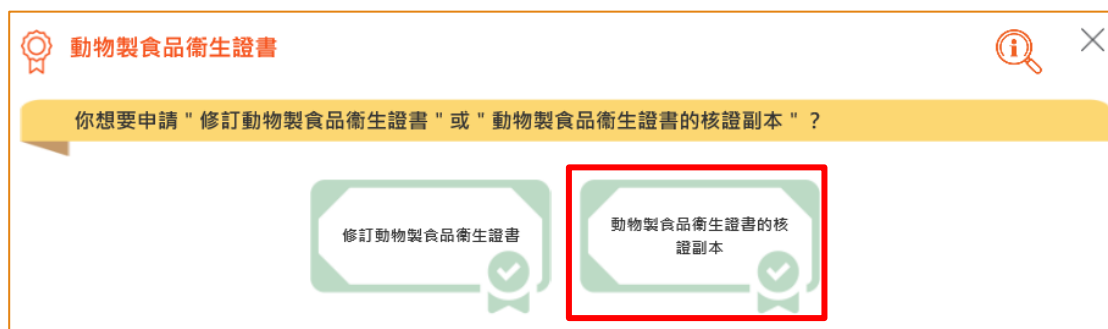 動物製食品衞生證書
你想要申請 " 修訂動物製食品衞生證書 " 或 " 動物製食品衞生證書的核證副本 " ？
修訂動物製食品衞生證書
動物製食品衞生證書的核
證副本